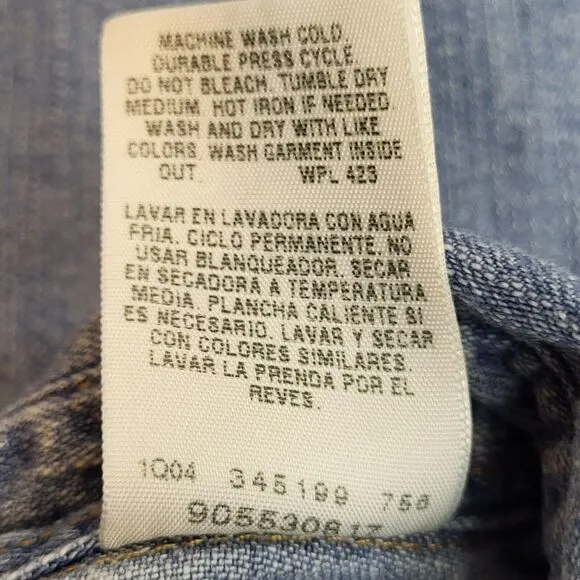 MACHINE WASH COLD.
DURABLE PRESS CYCLE.
DO NOT BLEACH. TUMBLE DRY
MEDIUM. HOT IRON IF NEEDED.
WASH AND DRY WITH LIKE
COLORS. WASH GARMENT INSIDE
OUT. WPL 423
LAVAR EN LAVADORA CON AGUA
FRIA. CICLO PERMANENTE. NO
USAR BLANQUEADOR. SECAR
EN SECADORA A TEMPERATURA
MEDIA. PLANCHA CALIENTE SI
ES NECESARIO. LAVAR Y SECAR
CON COLORES SIMILARES.
LAVAR LA PRENDA POR EL
REVES.
1Q04 345199 756